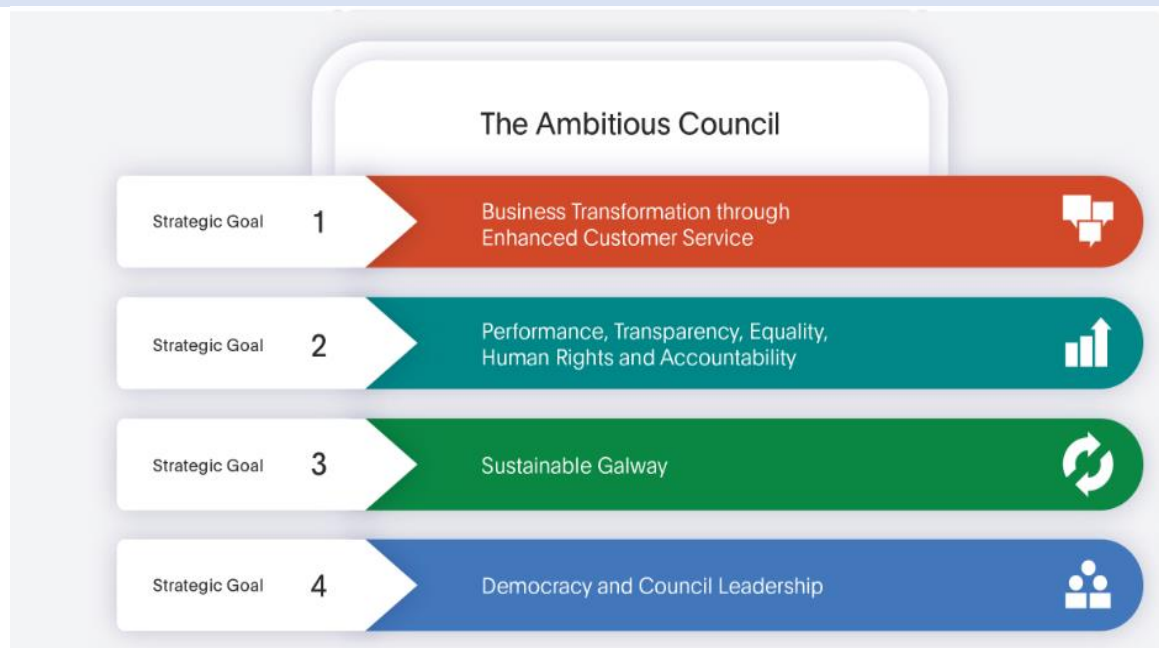 The Ambitious Council
Strategic Goal 1
Business Transformation through
Enhanced Customer Service
Strategic Goal 2
Performance, Transparency, Equality,
Human Rights and Accountability
Strategic Goal 3
Sustainable Galway
Strategic Goal 4
Democracy and Council Leadership